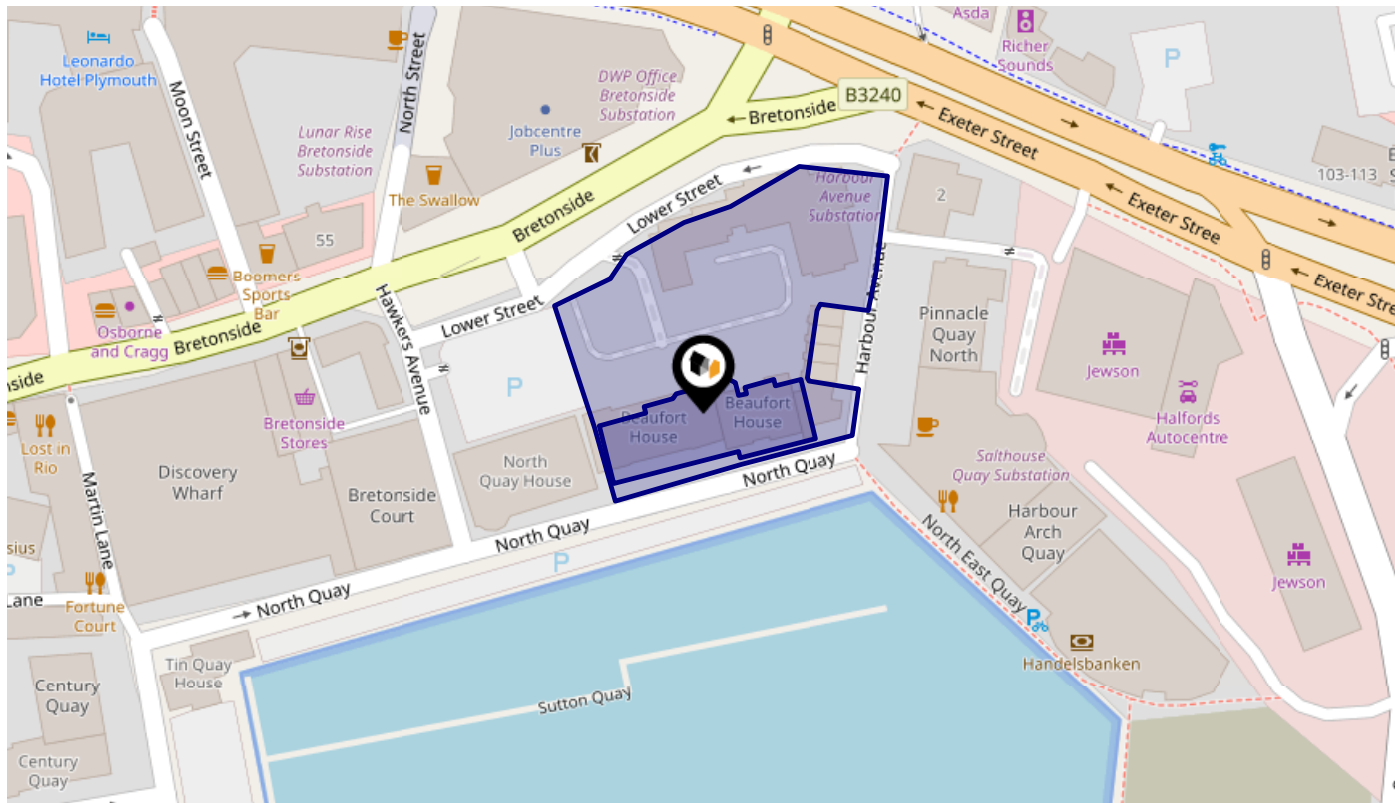 Asda
Richer
Sounds
Leonardo
Hotel Plymouth
P
North Street
Moon Street
DWP Office
Bretonside
Substation
B3240
Bretonside
Exeter Street
Jobcentre
Plus
Lunar Rise
Bretonside
Substation
103-113
The Swallow
Bretonside
Lower Street
Harbour
Avenue
Substation
2
Exeter Stree
55
Boomers
Sports
Bar
Exeter Stre
Hawkers Avenue
Lower Street
Harbour Avenue
Pinnacle
Quay
North
Osborne
and Cragg
Bretonside
nside
P
Jewson
Beaufort
House
Beaufort
House
Halfords
Autocentre
Bretonside
Stores
Lost in
Rio
Discovery
Wharf
North
Quay House
North Quay
Salthouse
Quay Substation
Bretonside
Court
Martin Lane
Harbour
Arch
Quay
North Quay
North East Quay
sius
P
P
Jewson
Lane
Fortune
Court
North Quay
P
Tin Quay
House
Handelsbanken
Century
Quay
Sutton Quay
Century
Quay